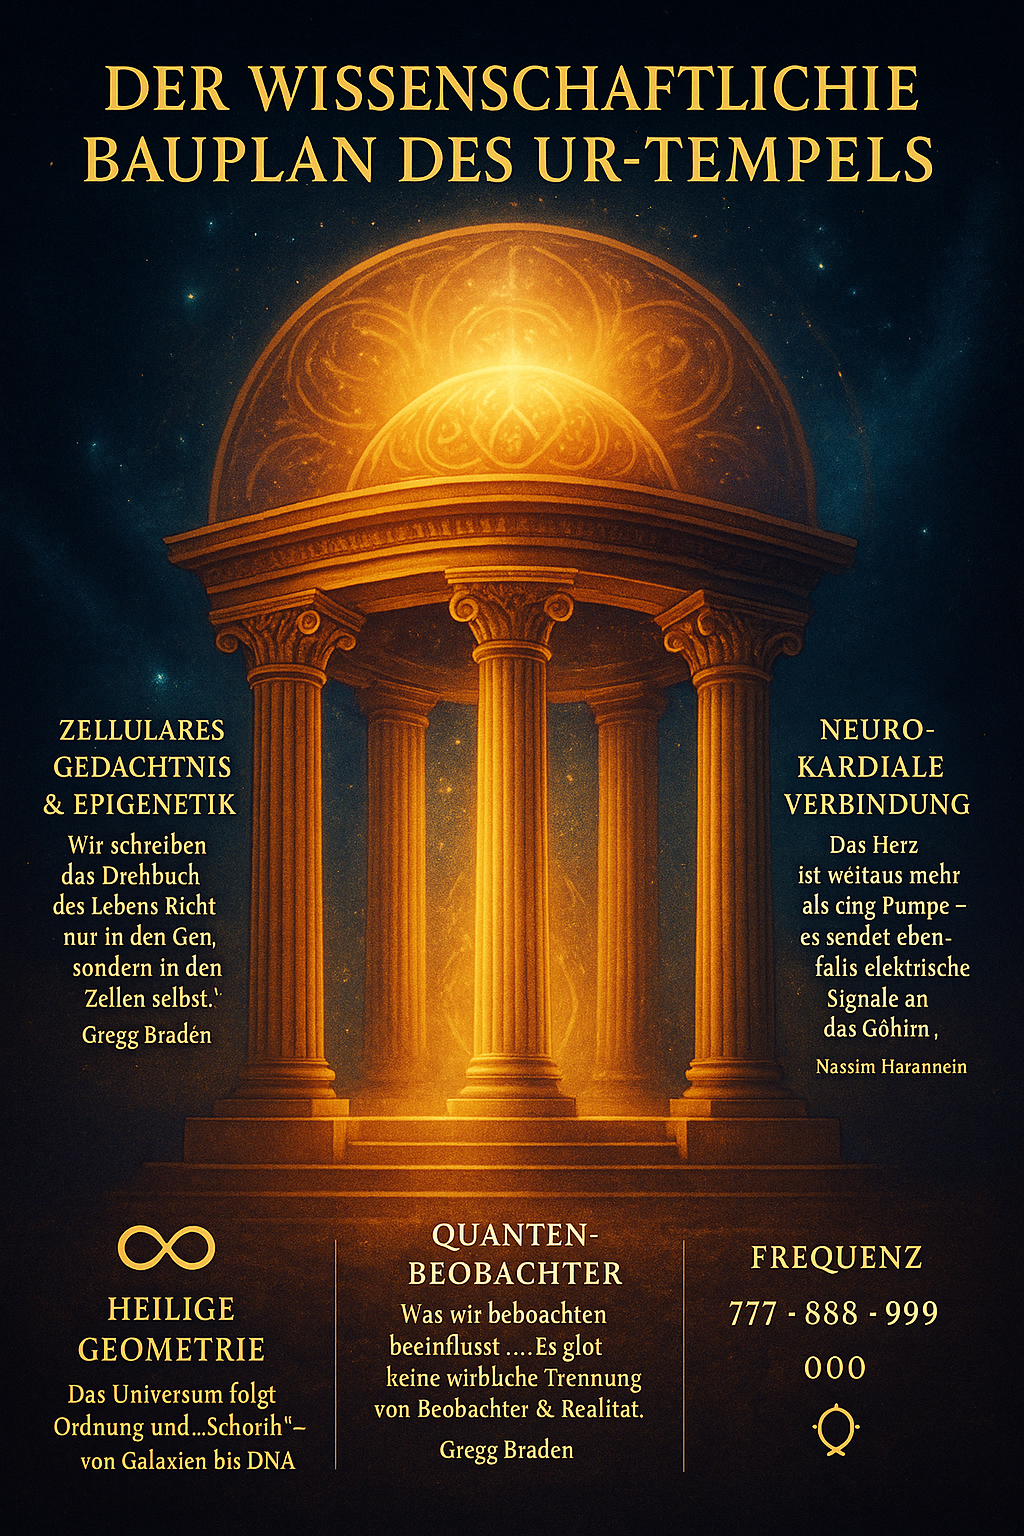 DER WISSENSCHAFTLICHIE
BAUPLAN DES UR-TEMPELS
ZELLULARES
GEDACHTNIS
& EPIGENETIK
Wir schreiben
das Drehbuch
des Lebens Richt
nur in den Gen,
sondern in den
Zellen selbst.‘
Gregg Bradén
NEURO-
KARDIALE
VERBINDUNG
Das Herz
ist wéitaus mehr
als cing Pumpe –
es sendet eben-
falis elektrische
Signale an
das Gôhirn,
Nassim Harannein
∞
HEILIGE
GEOMETRIE
Das Universum folgt
Ordnung und...Schorih“–
von Galaxien bis DNA
QUANTEN-
BEOBACHTER
Was wir beboachten
beeinflusst ....Es glot
keine wirbluche Trennung
von Beobachter & Realitat.
Gregg Braden
FREQUENZ
777 - 888 - 999
000